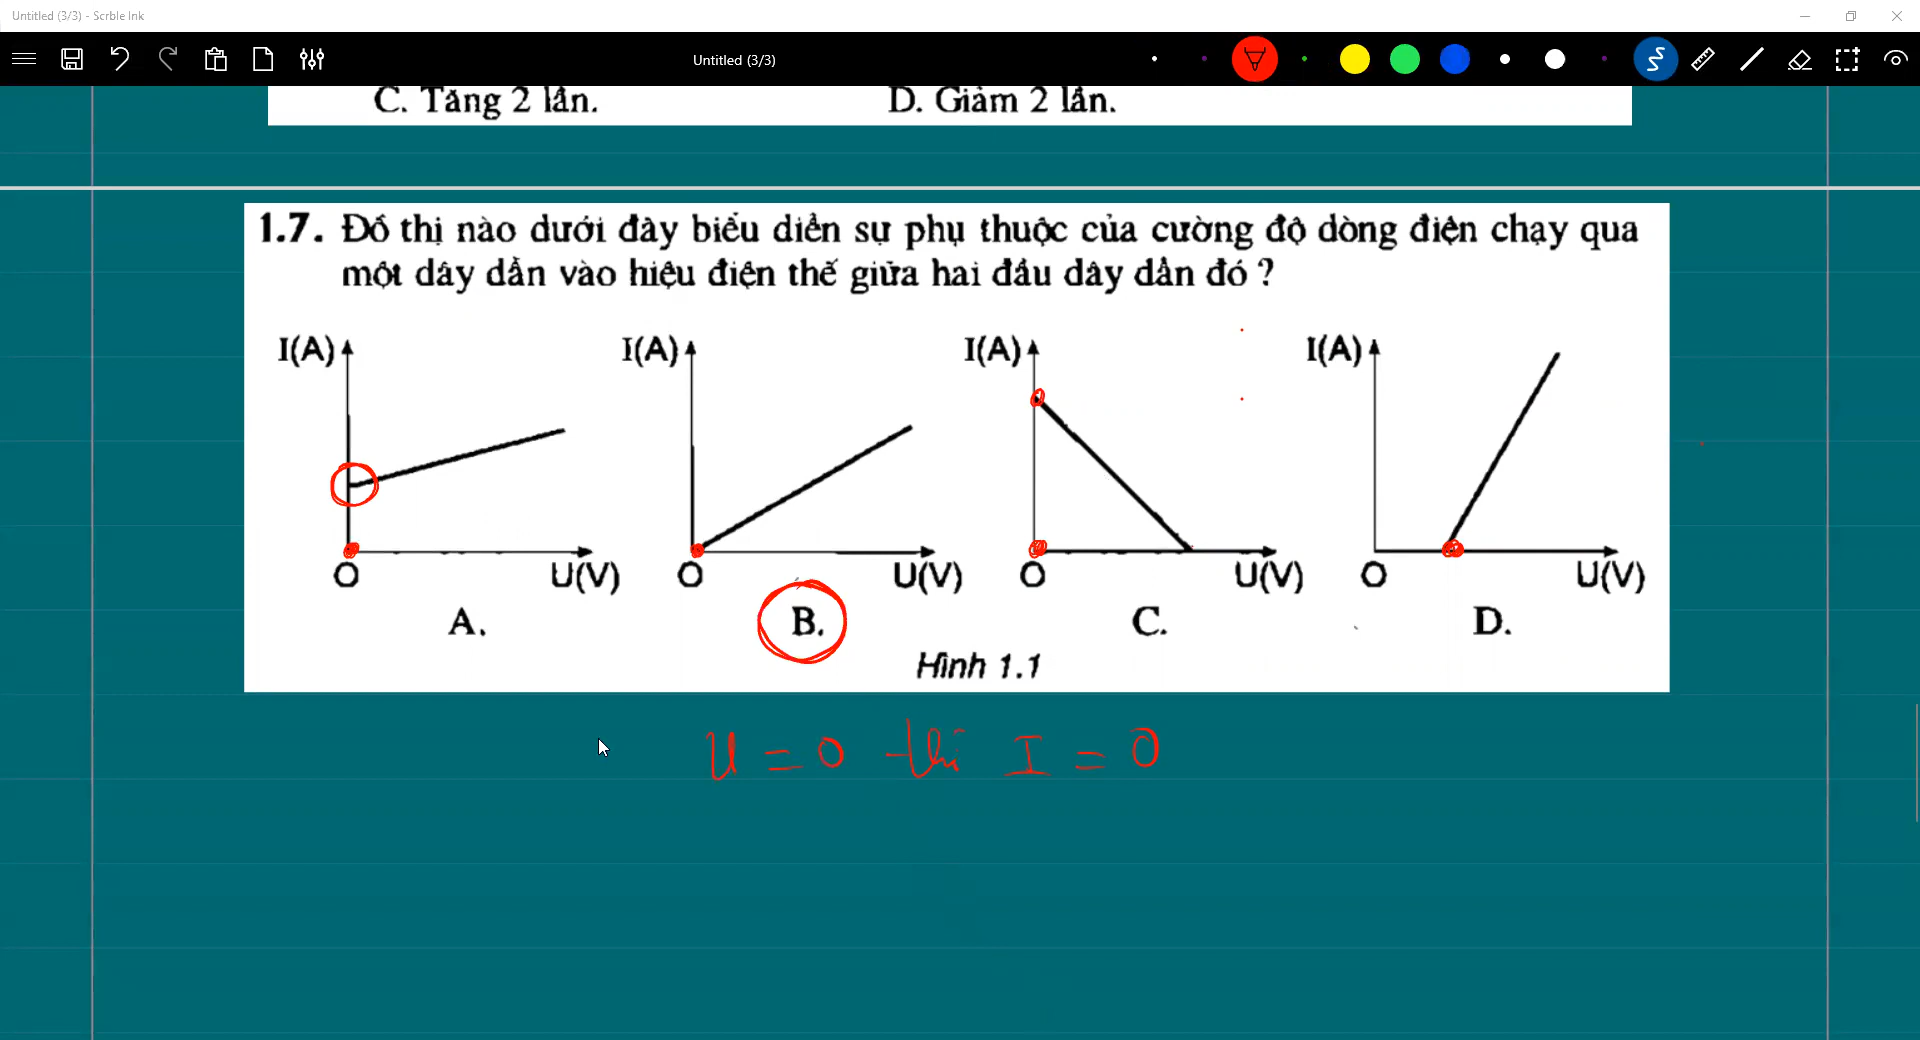 Untitled (3/3) - Scrble Ink
Untitled (3/3)
C. Tăng 2 lần. D. Giảm 2 lần.
1.7. Đồ thị nào dưới đây biểu diễn sự phụ thuộc của cường độ dòng điện chạy qua
một dây dẫn vào hiệu điện thế giữa hai đầu dây dẫn đó ?
I(A) I(A) I(A) I(A)
O U(V) O U(V) O U(V) O U(V)
A. B. C. D.
Hình 1.1
U = 0 thì I = 0